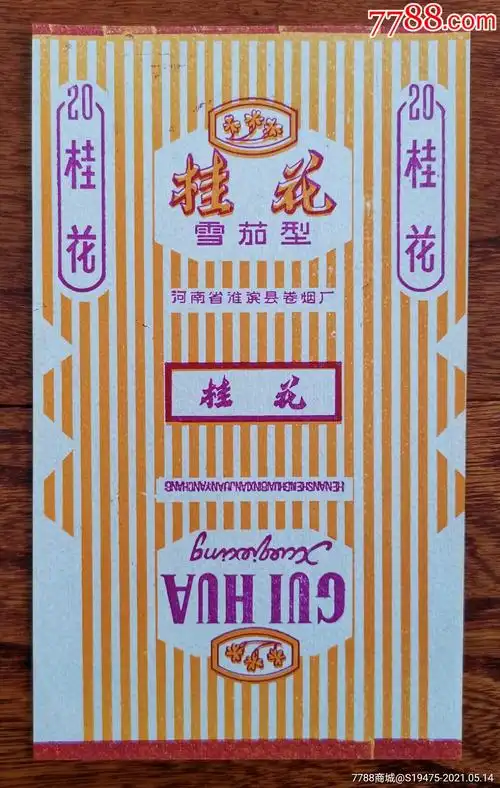 7788.com
20
桂花
20
桂花
桂花
雪茄型
河南省淮滨县卷烟厂
桂花
HENANSHENGHUAIBINXIANJUANYANCHANG
Xuejiaxing
GUI HUA
7788商城@S19475-2021.05.14